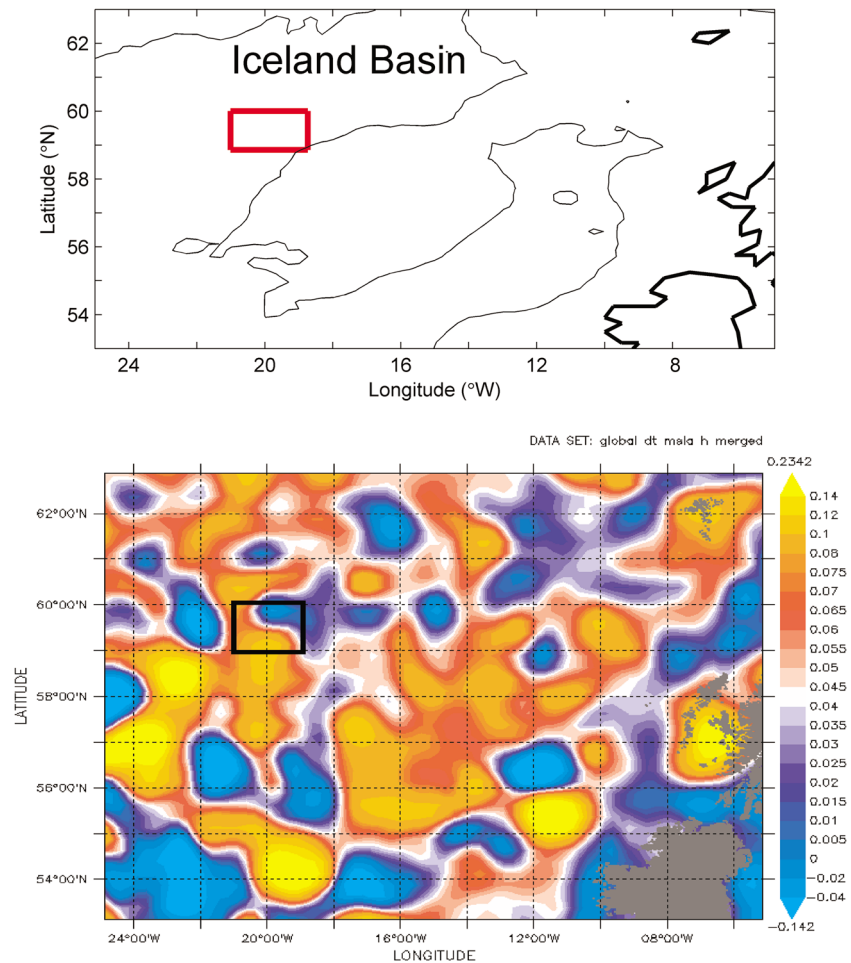 Iceland Basin
62
60
58
56
54
Latitude (°N)
24
20
16
12
8
Longitude (°W)
DATA SET: global dt msla h merged
0.2342
0.14
0.12
0.1
0.08
0.075
0.07
0.065
0.06
0.055
0.05
0.045
0.04
0.035
0.03
0.025
0.02
0.015
0.01
0.005
0
-0.02
-0.04
-0.142
62°00'N
60°00'N
58°00'N
56°00'N
54°00'N
LATITUDE
24°00'W
20°00'W
16°00'W
12°00'W
08°00'W
LONGITUDE